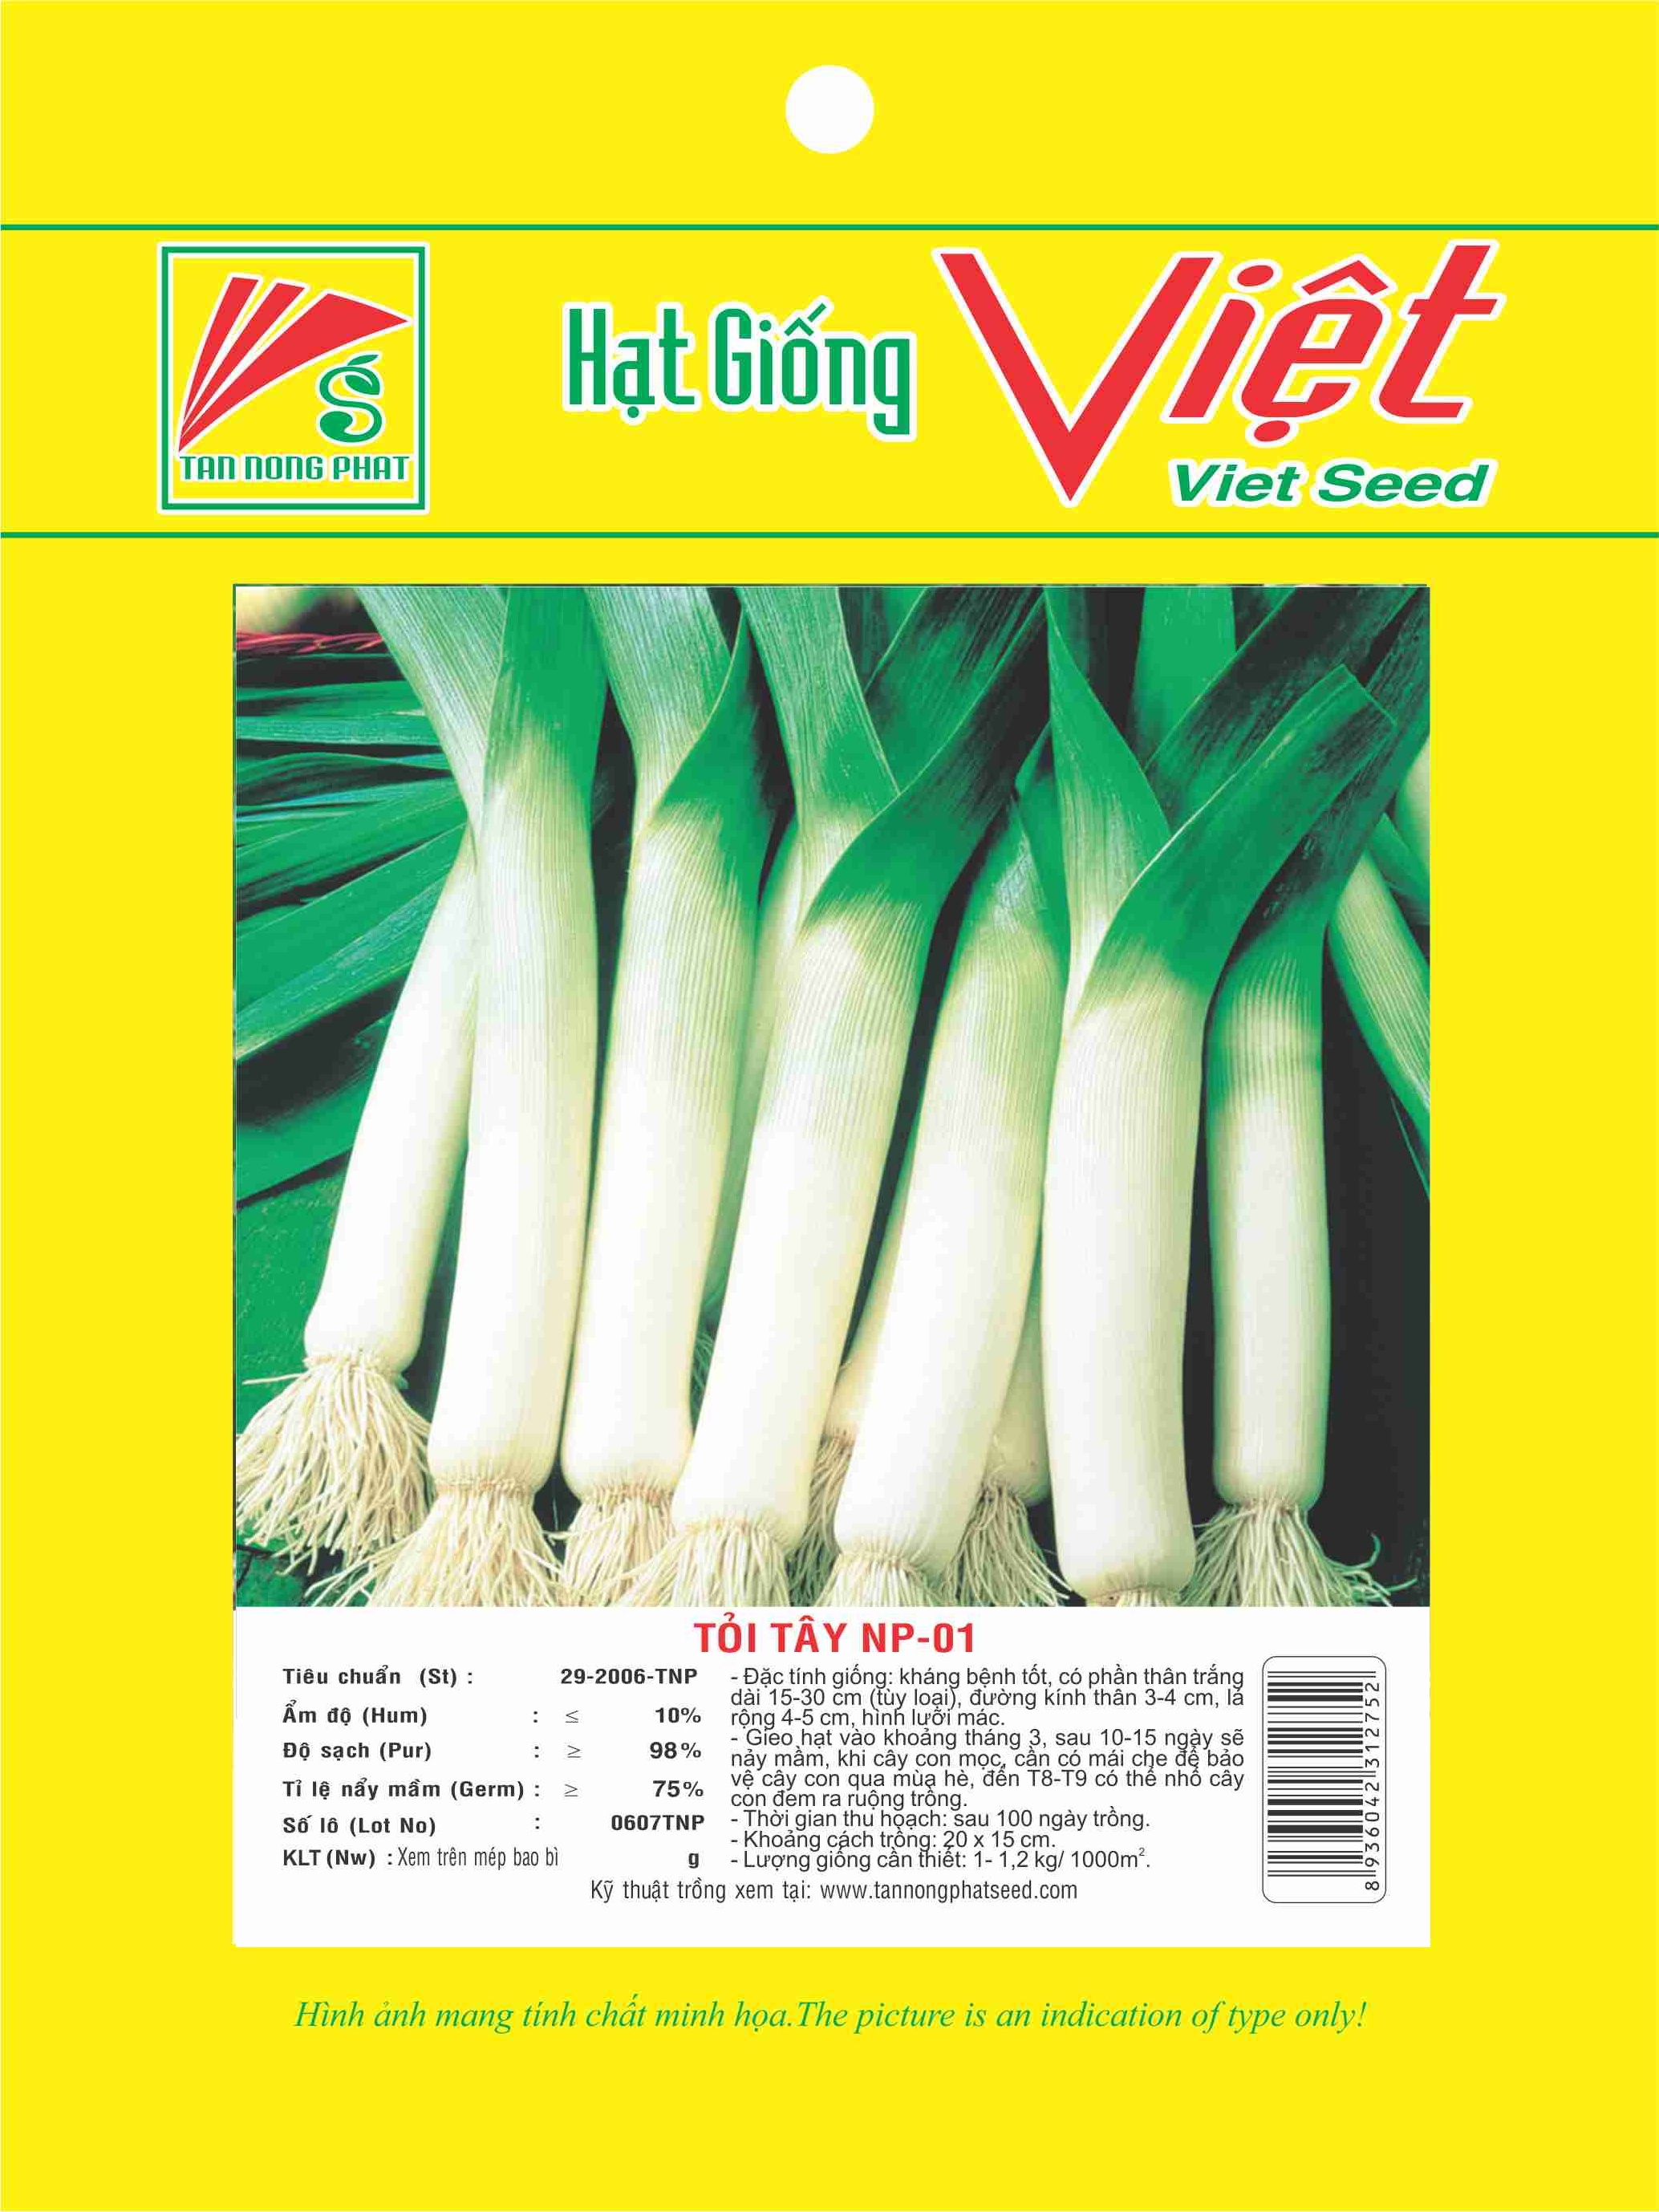 TAN NONG PHAT
Hạt Giống Việt
Viet Seed
TỎI TÂY NP-01
Tiêu chuẩn (St) : 29-2006-TNP
Ẩm độ (Hum) : ≤ 10%
Độ sạch (Pur) : ≥ 98%
Tỉ lệ nẩy mầm (Germ) : ≥ 75%
Số lô (Lot No) : 0607TNP
KLT (Nw) : Xem trên mép bao bì g
- Đặc tính giống: kháng bệnh tốt, có phần thân trắng
dài 15-30 cm (tùy loại), đường kính thân 3-4 cm, lá
rộng 4-5 cm, hình lưỡi mác.
- Gieo hạt vào khoảng tháng 3, sau 10-15 ngày sẽ
nảy mầm, khi cây con mọc, cần có mái che để bảo
vệ cây con qua mùa hè, đến T8-T9 có thể nhổ cây
con đem ra ruộng trồng.
- Thời gian thu hoạch: sau 100 ngày trồng.
- Khoảng cách trồng: 20 x 15 cm.
- Lượng giống cần thiết: 1- 1,2 kg/ 1000m².
Kỹ thuật trồng xem tại: www.tannongphatseed.com
8 936042 312752
Hình ảnh mang tính chất minh họa.The picture is an indication of type only!